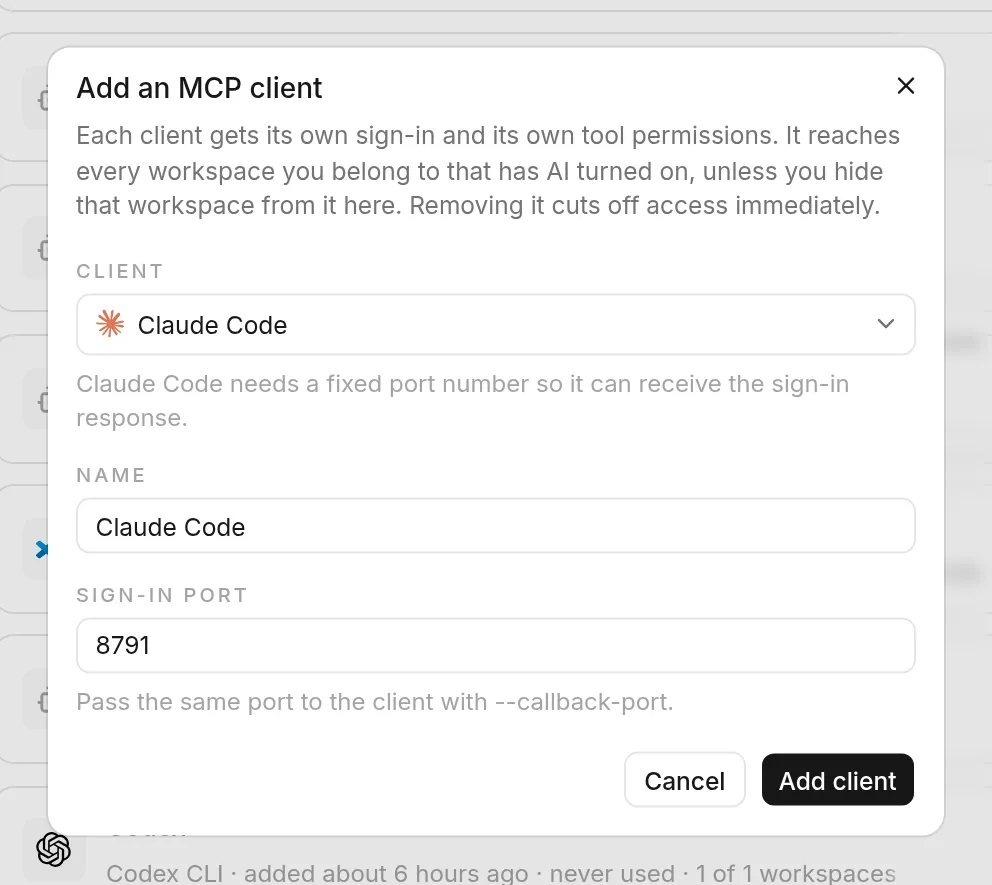 Add an MCP client
Each client gets its own sign-in and its own tool permissions. It reaches
every workspace you belong to that has AI turned on, unless you hide
that workspace from it here. Removing it cuts off access immediately.
CLIENT
Claude Code
Claude Code needs a fixed port number so it can receive the sign-in
response.
NAME
Claude Code
SIGN-IN PORT
8791
Pass the same port to the client with --callback-port.
Cancel
Add client
Codex CLI · added about 6 hours ago · never used · 1 of 1 workspaces